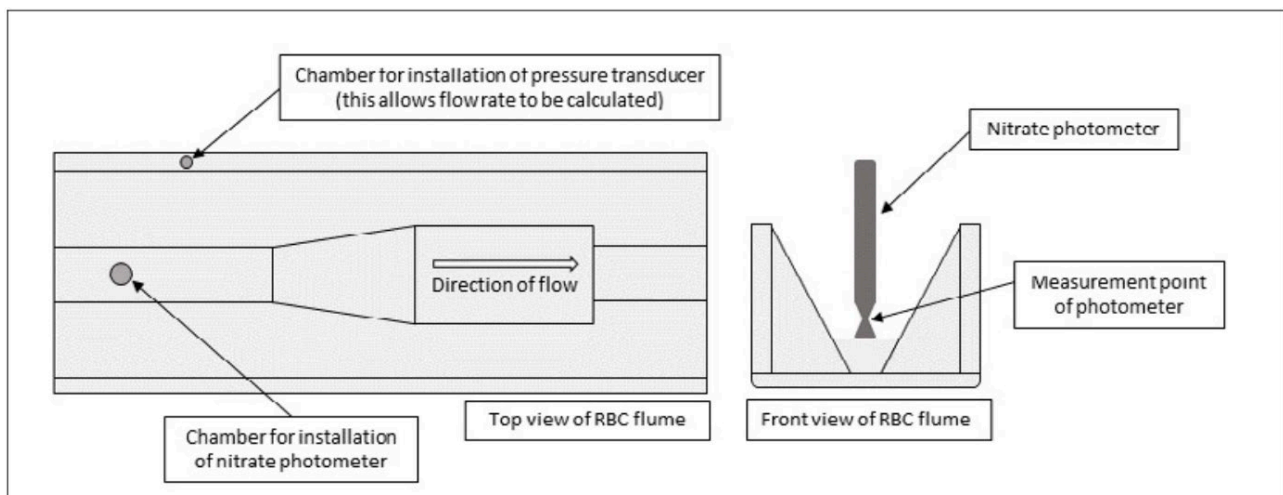 Chamber for installation of pressure transducer
(this allows flow rate to be calculated)
Nitrate photometer
Direction of flow
Measurement point
of photometer
Top view of RBC flume
Front view of RBC flume
Chamber for installation
of nitrate photometer